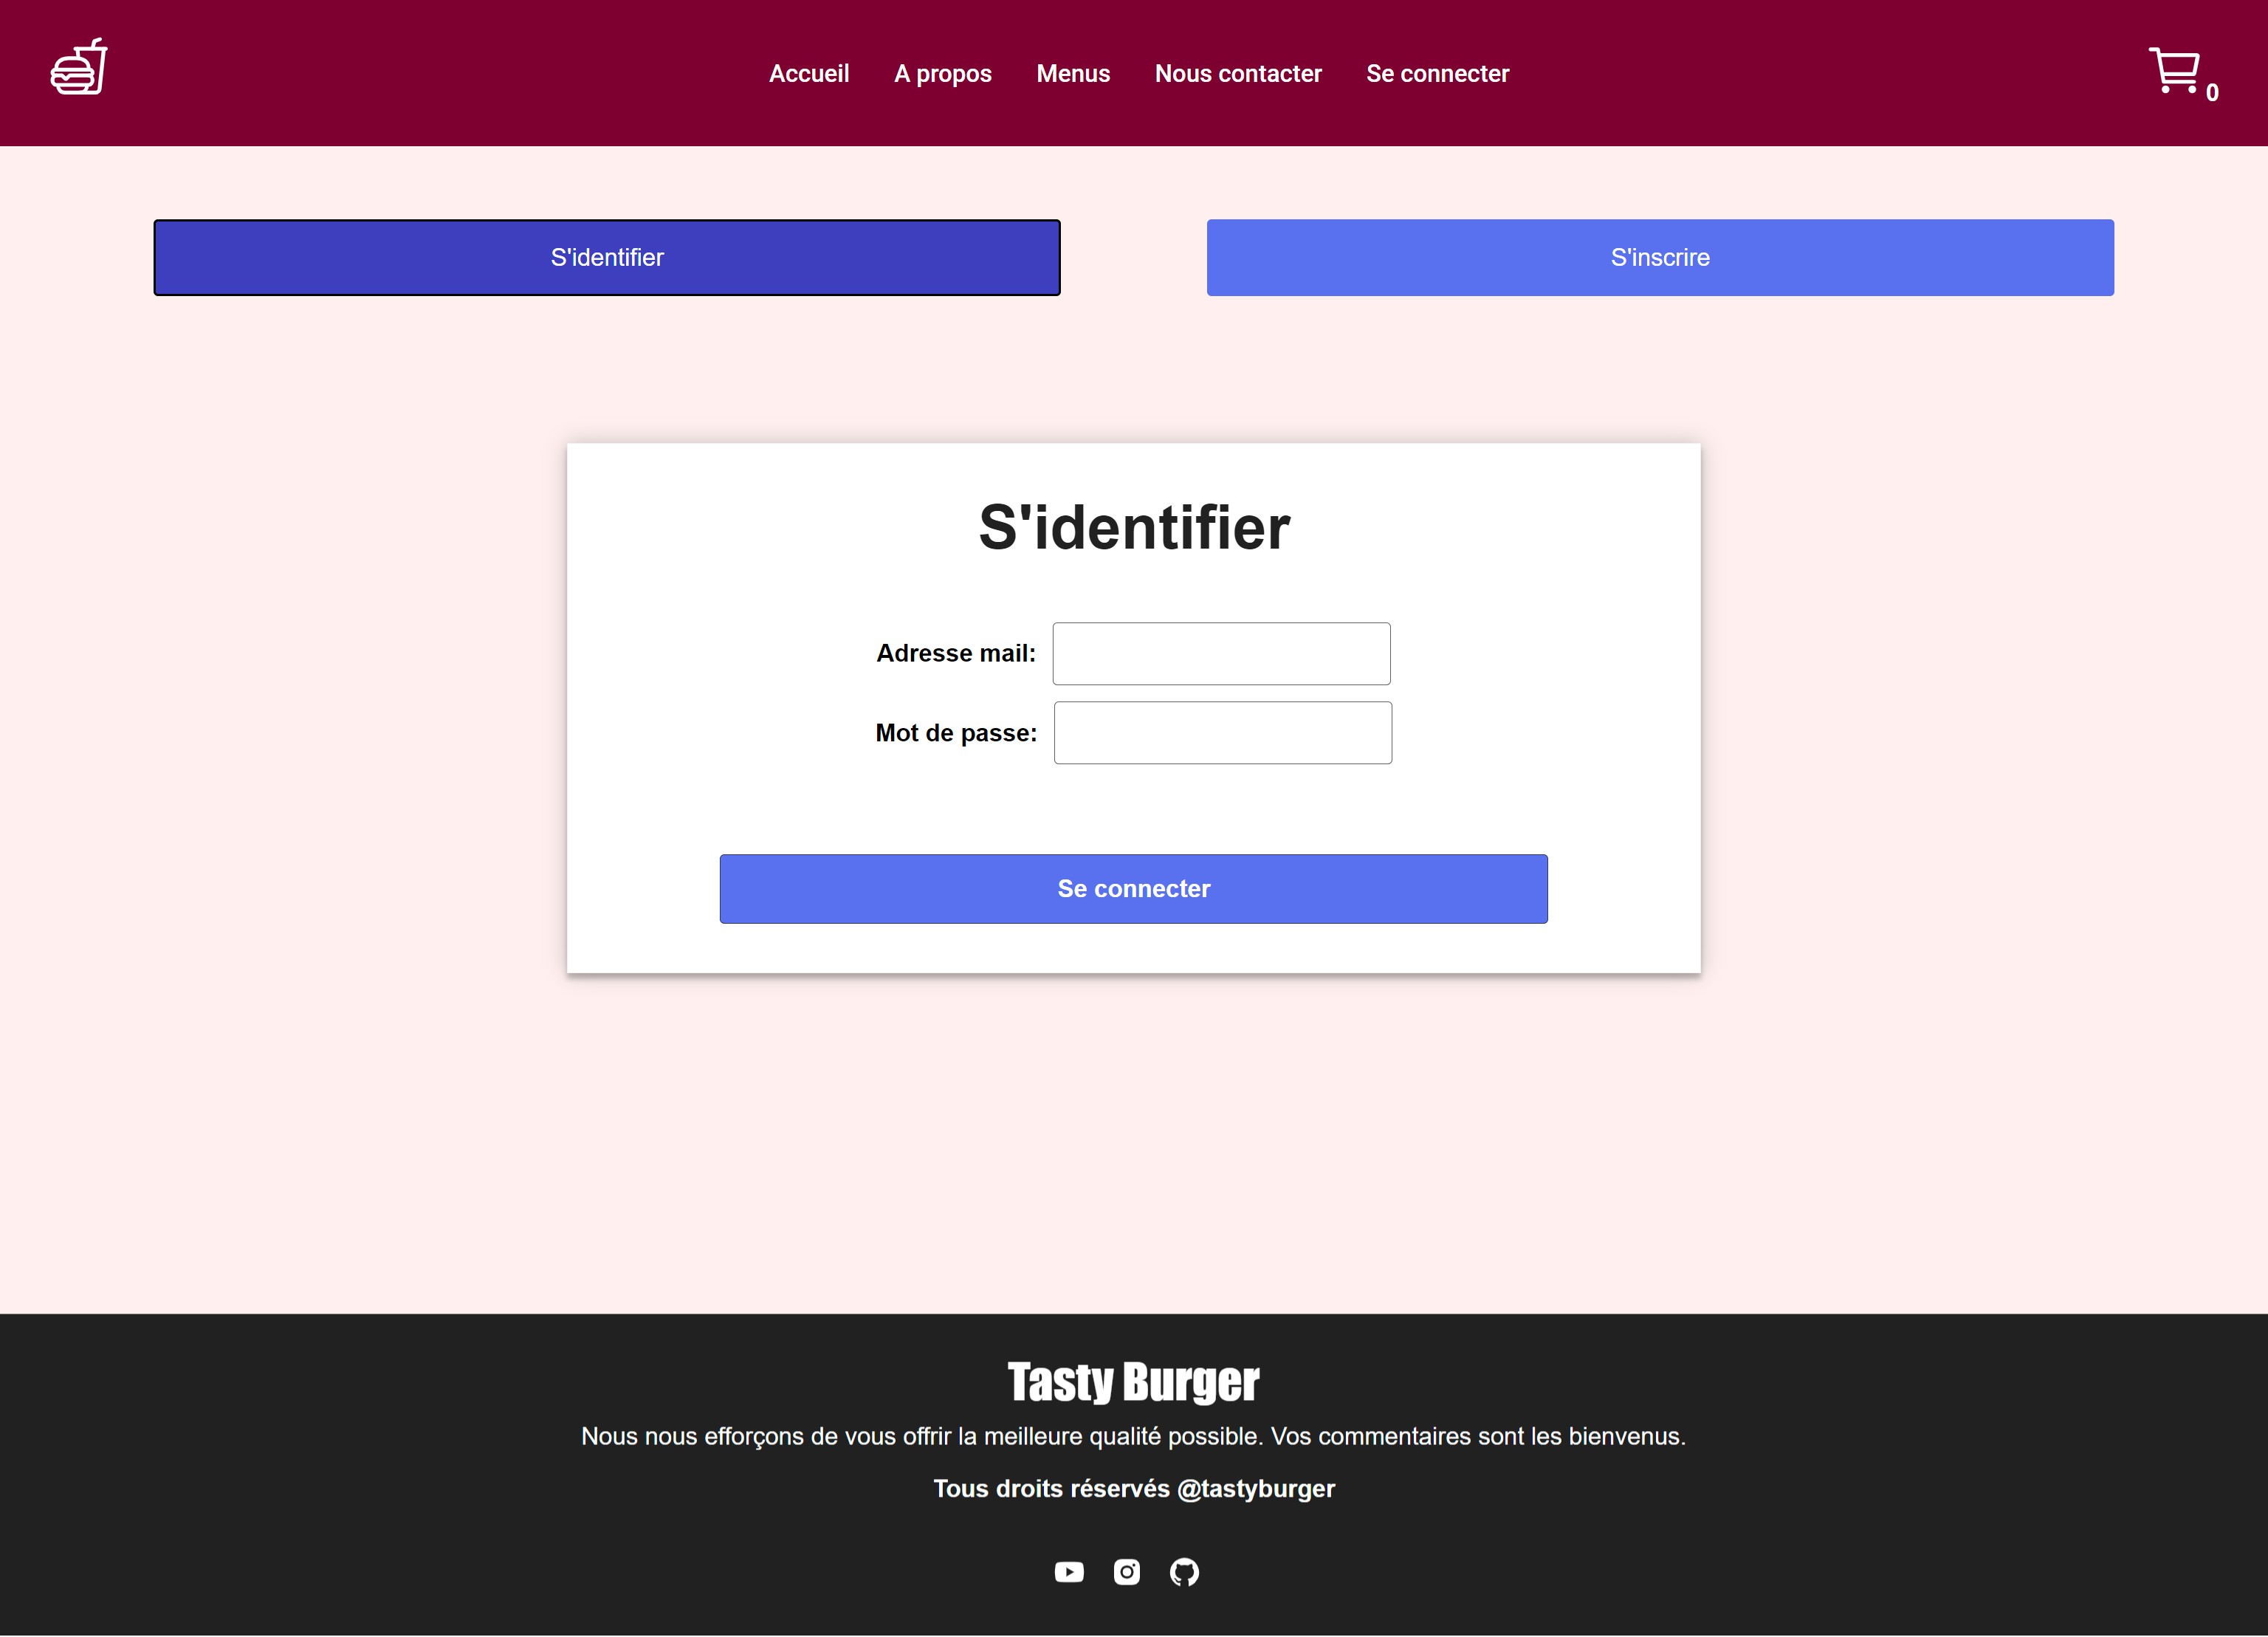 Accueil A propos Menus Nous contacter Se connecter
0
S'identifier S'inscrire
S'identifier
Adresse mail:
Mot de passe:
Se connecter
Tasty Burger
Nous nous efforçons de vous offrir la meilleure qualité possible. Vos commentaires sont les bienvenus.
Tous droits réservés @tastyburger